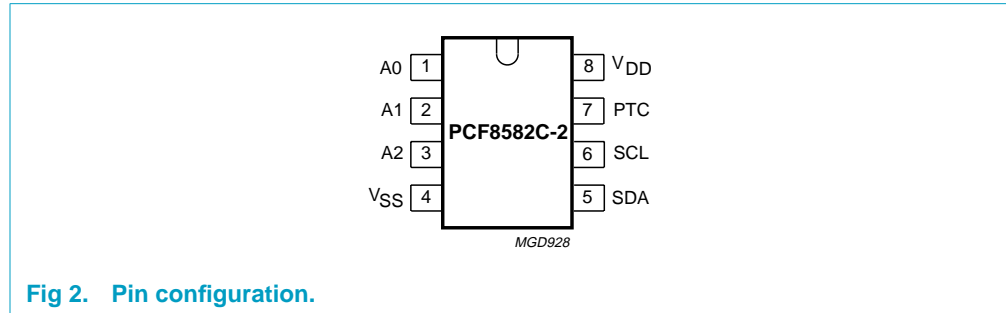 A0 1 8 VDD
A1 2 7 PTC
PCF8582C-2
A2 3 6 SCL
VSS 4 5 SDA
MGD928
Fig 2. Pin configuration.